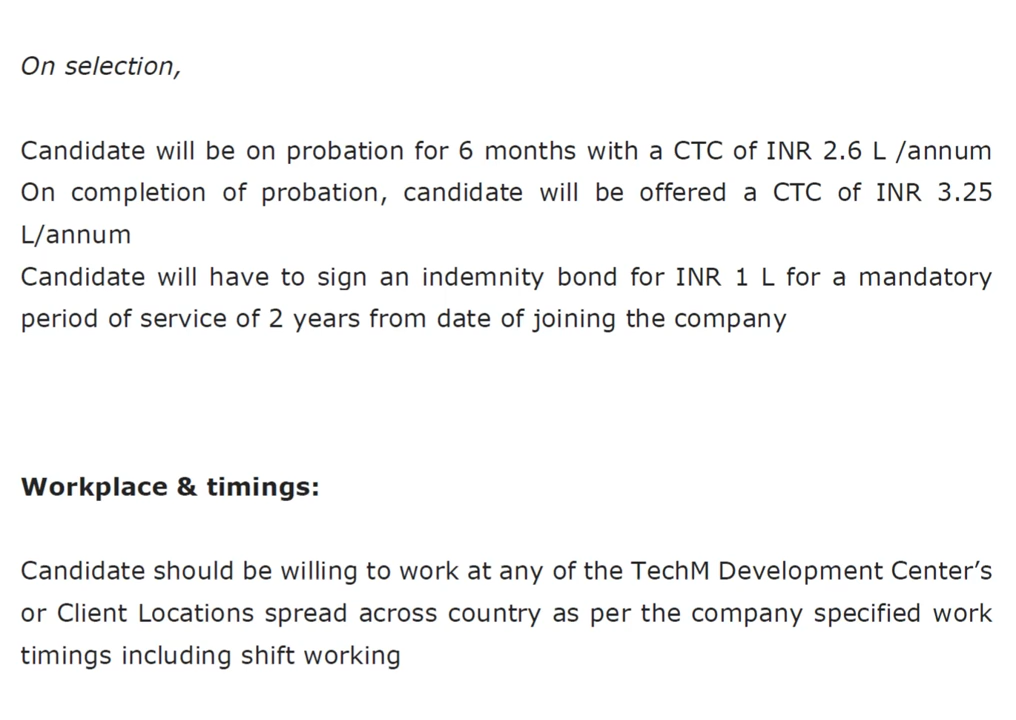 On selection,
Candidate will be on probation for 6 months with a CTC of INR 2.6 L /annum
On completion of probation, candidate will be offered a CTC of INR 3.25
L/annum
Candidate will have to sign an indemnity bond for INR 1 L for a mandatory
period of service of 2 years from date of joining the company
Workplace & timings:
Candidate should be willing to work at any of the TechM Development Center’s
or Client Locations spread across country as per the company specified work
timings including shift working